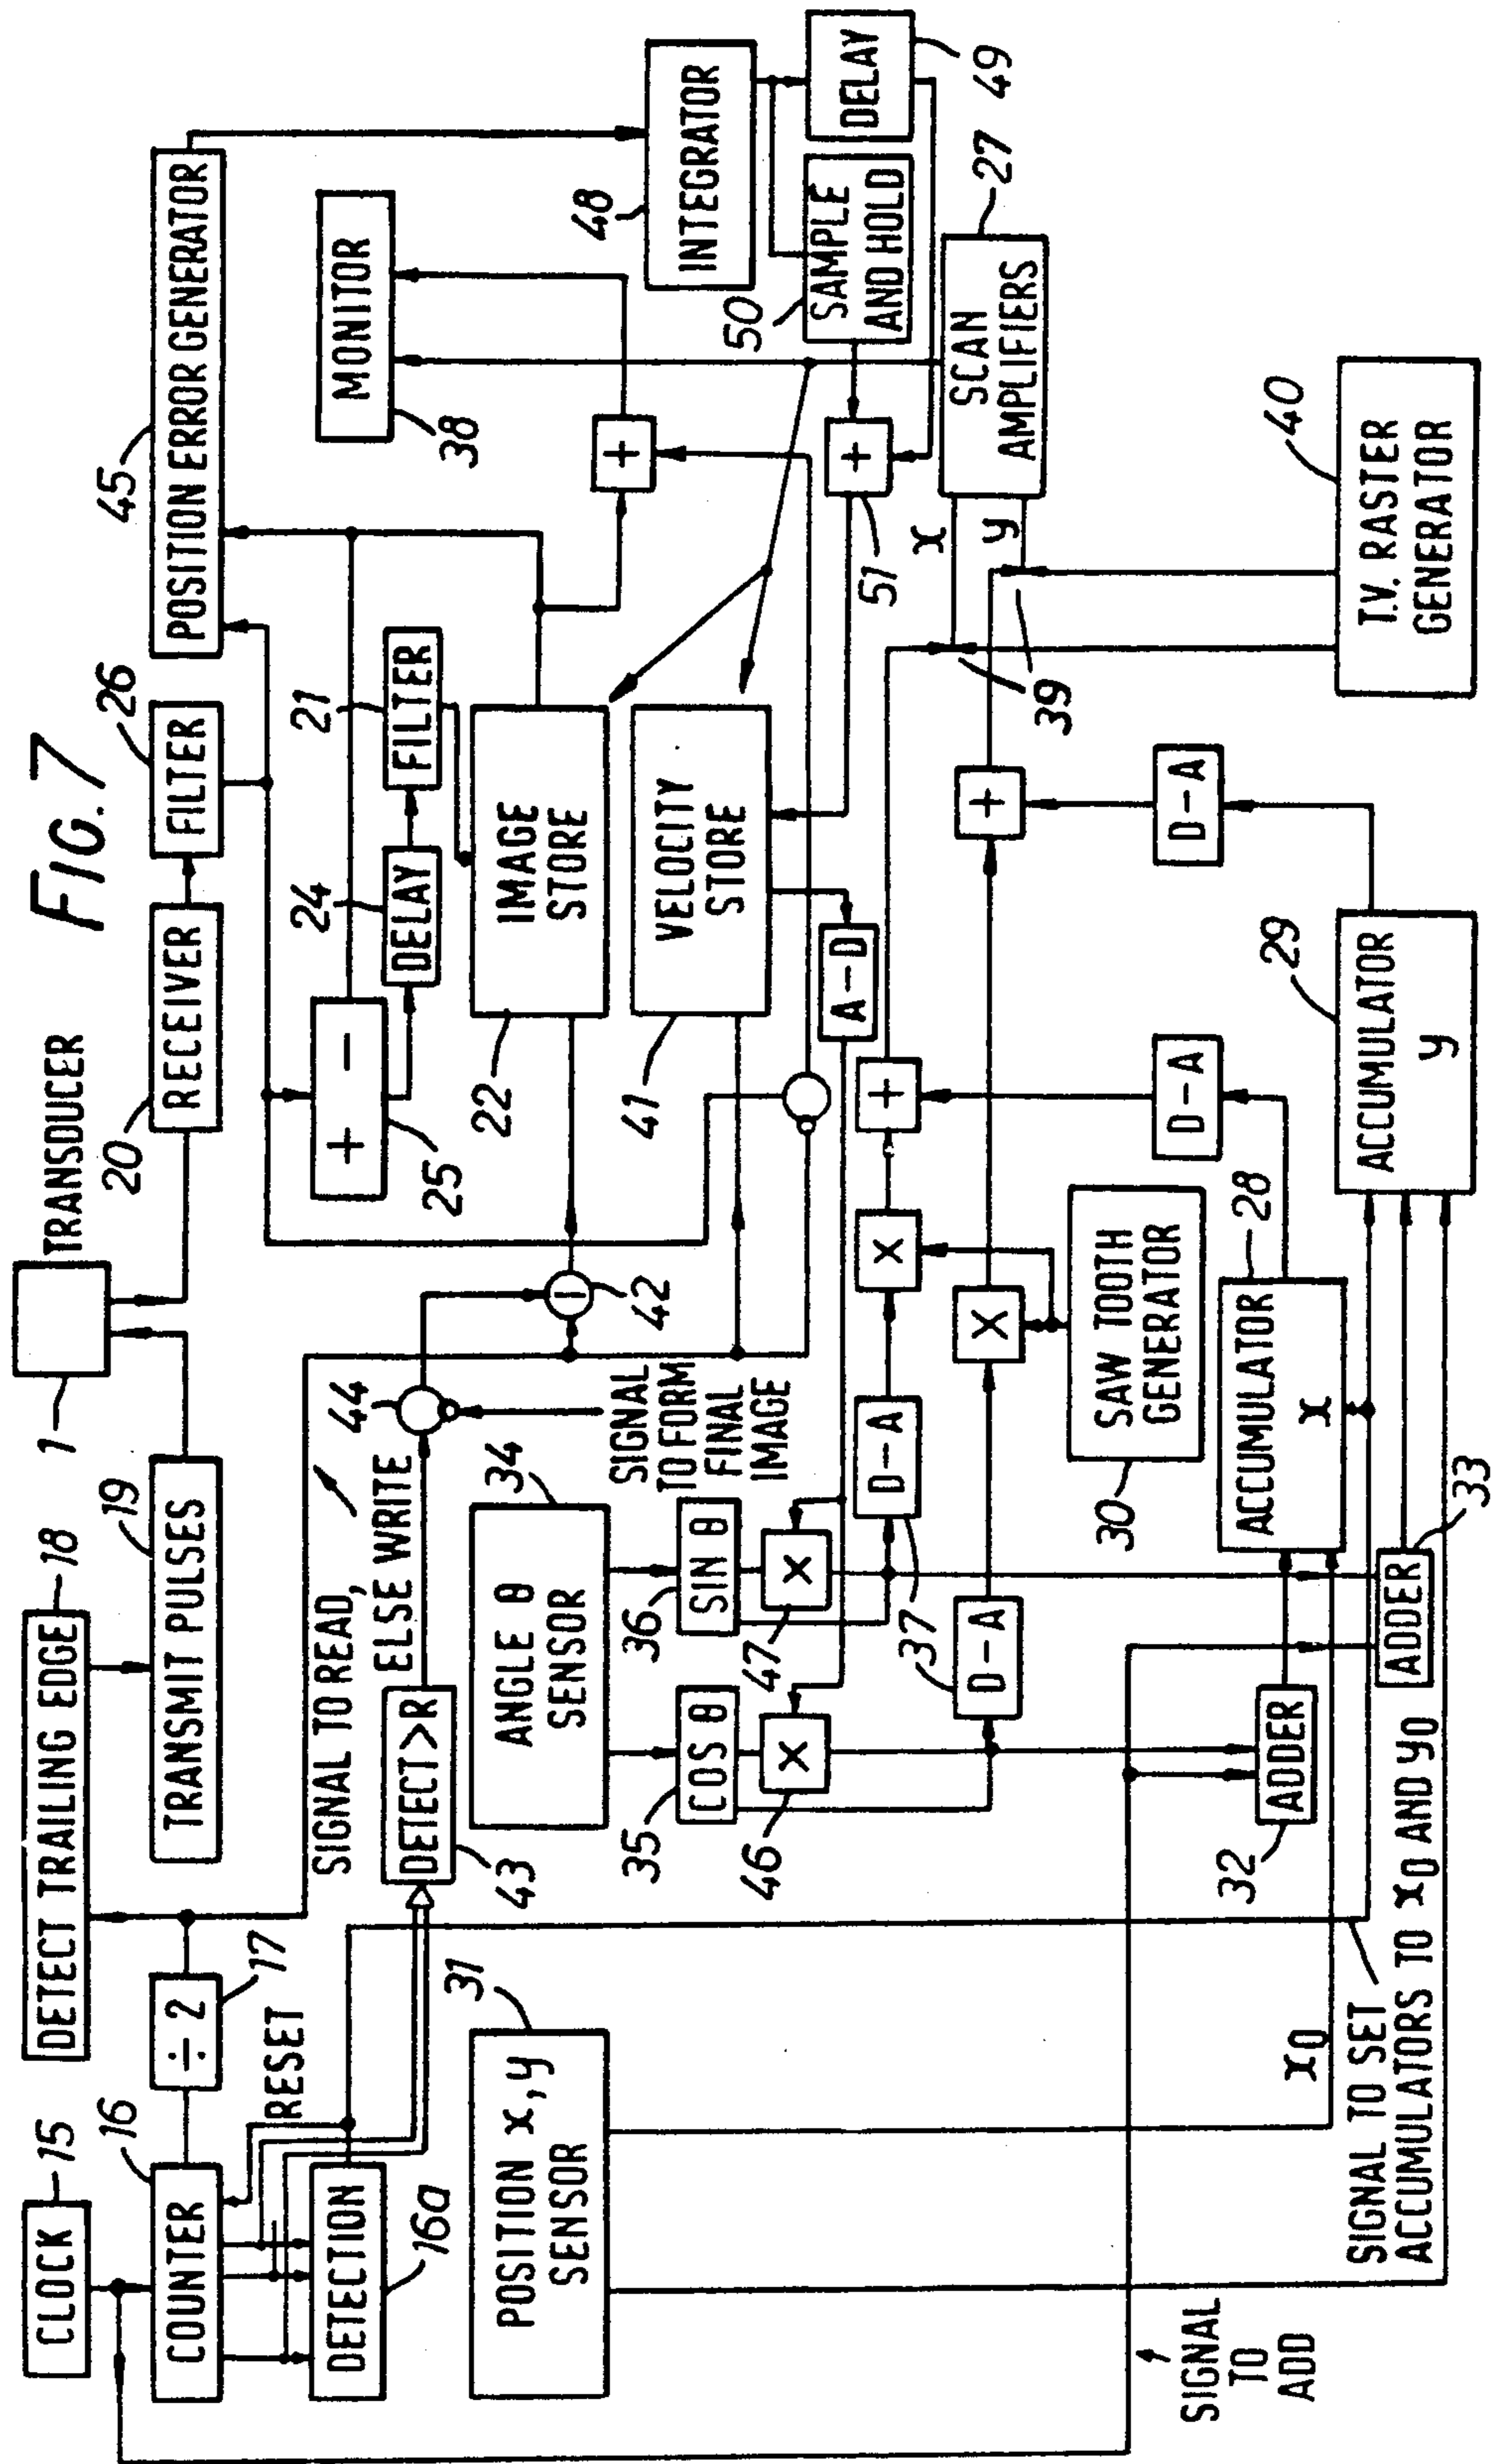 FIG. 7
CLOCK
15
COUNTER
16
÷ 2
17
RESET
DETECTION
16a
DETECT TRAILING EDGE
18
TRANSMIT PULSES
19
1
TRANSDUCER
20
RECEIVER
26
FILTER
45
POSITION ERROR GENERATOR
SIGNAL TO READ,
ELSE WRITE
DETECT>R
43
44
42
SIGNAL
TO FORM
FINAL
IMAGE
+ −
25
24
DELAY
21
FILTER
22
IMAGE
STORE
41
VELOCITY
STORE
A-D
MONITOR
38
+
48
INTEGRATOR
DELAY
49
50
SAMPLE
AND HOLD
+
51
SCAN
AMPLIFIERS
27
x
y
39
T.V. RASTER
GENERATOR
40
31
POSITION x, y
SENSOR
34
ANGLE θ
SENSOR
35
COS θ
36
SIN θ
X
46
X
47
D-A
37
D-A
X
X
+
+
SAW TOOTH
GENERATOR
30
D-A
D-A
ACCUMULATOR
x
28
ACCUMULATOR
y
29
ADDER
32
ADDER
33
x0
SIGNAL TO SET
ACCUMULATORS TO x0 AND y0
SIGNAL
TO
ADD